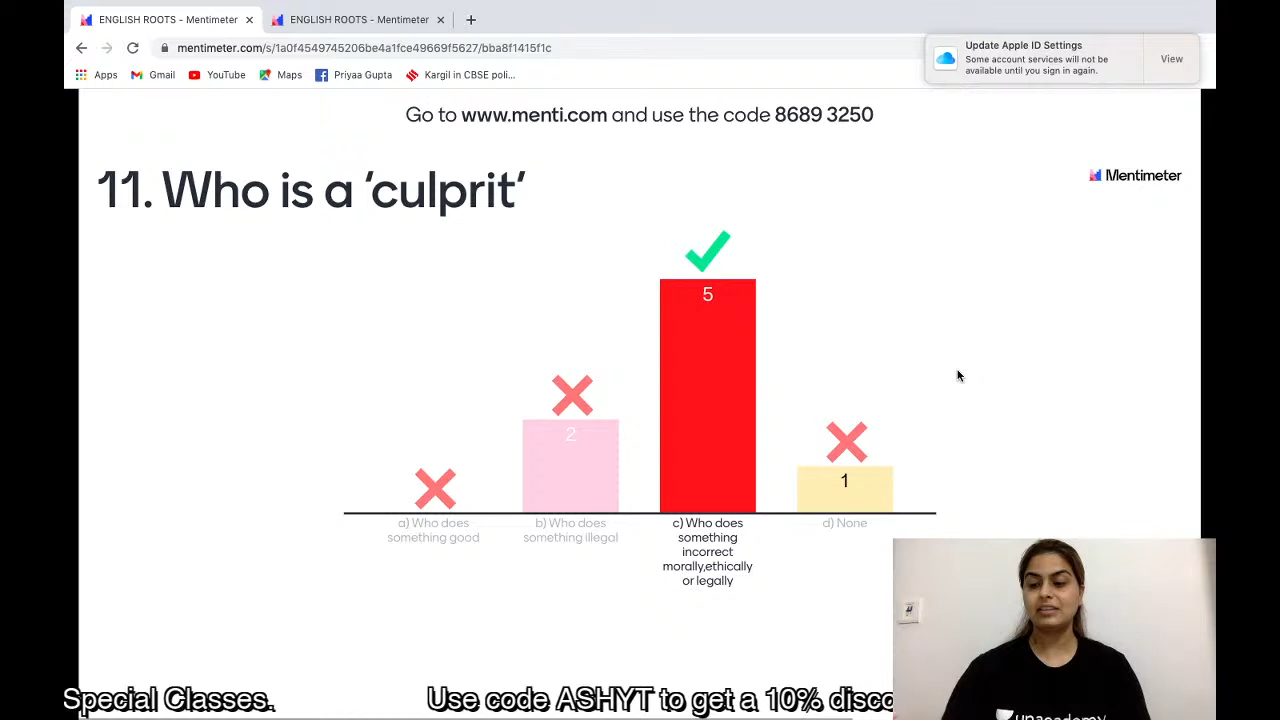 ENGLISH ROOTS - Mentimeter
ENGLISH ROOTS - Mentimeter
mentimeter.com/s/1a0f4549745206be4a1fce49669f5627/bba8f1415f1c
Apps
Gmail
YouTube
Maps
Priyaa Gupta
Kargil in CBSE poli...
Update Apple ID Settings
Some account services will not be
available until you sign in again.
View
Go to www.menti.com and use the code 8689 3250
11. Who is a ‘culprit’
Mentimeter
5
2
1
a) Who does
something good
b) Who does
something illegal
c) Who does
something
incorrect
morally,ethically
or legally
d) None
Special Classes.
Use code ASHYT to get a 10% disco
unacademy